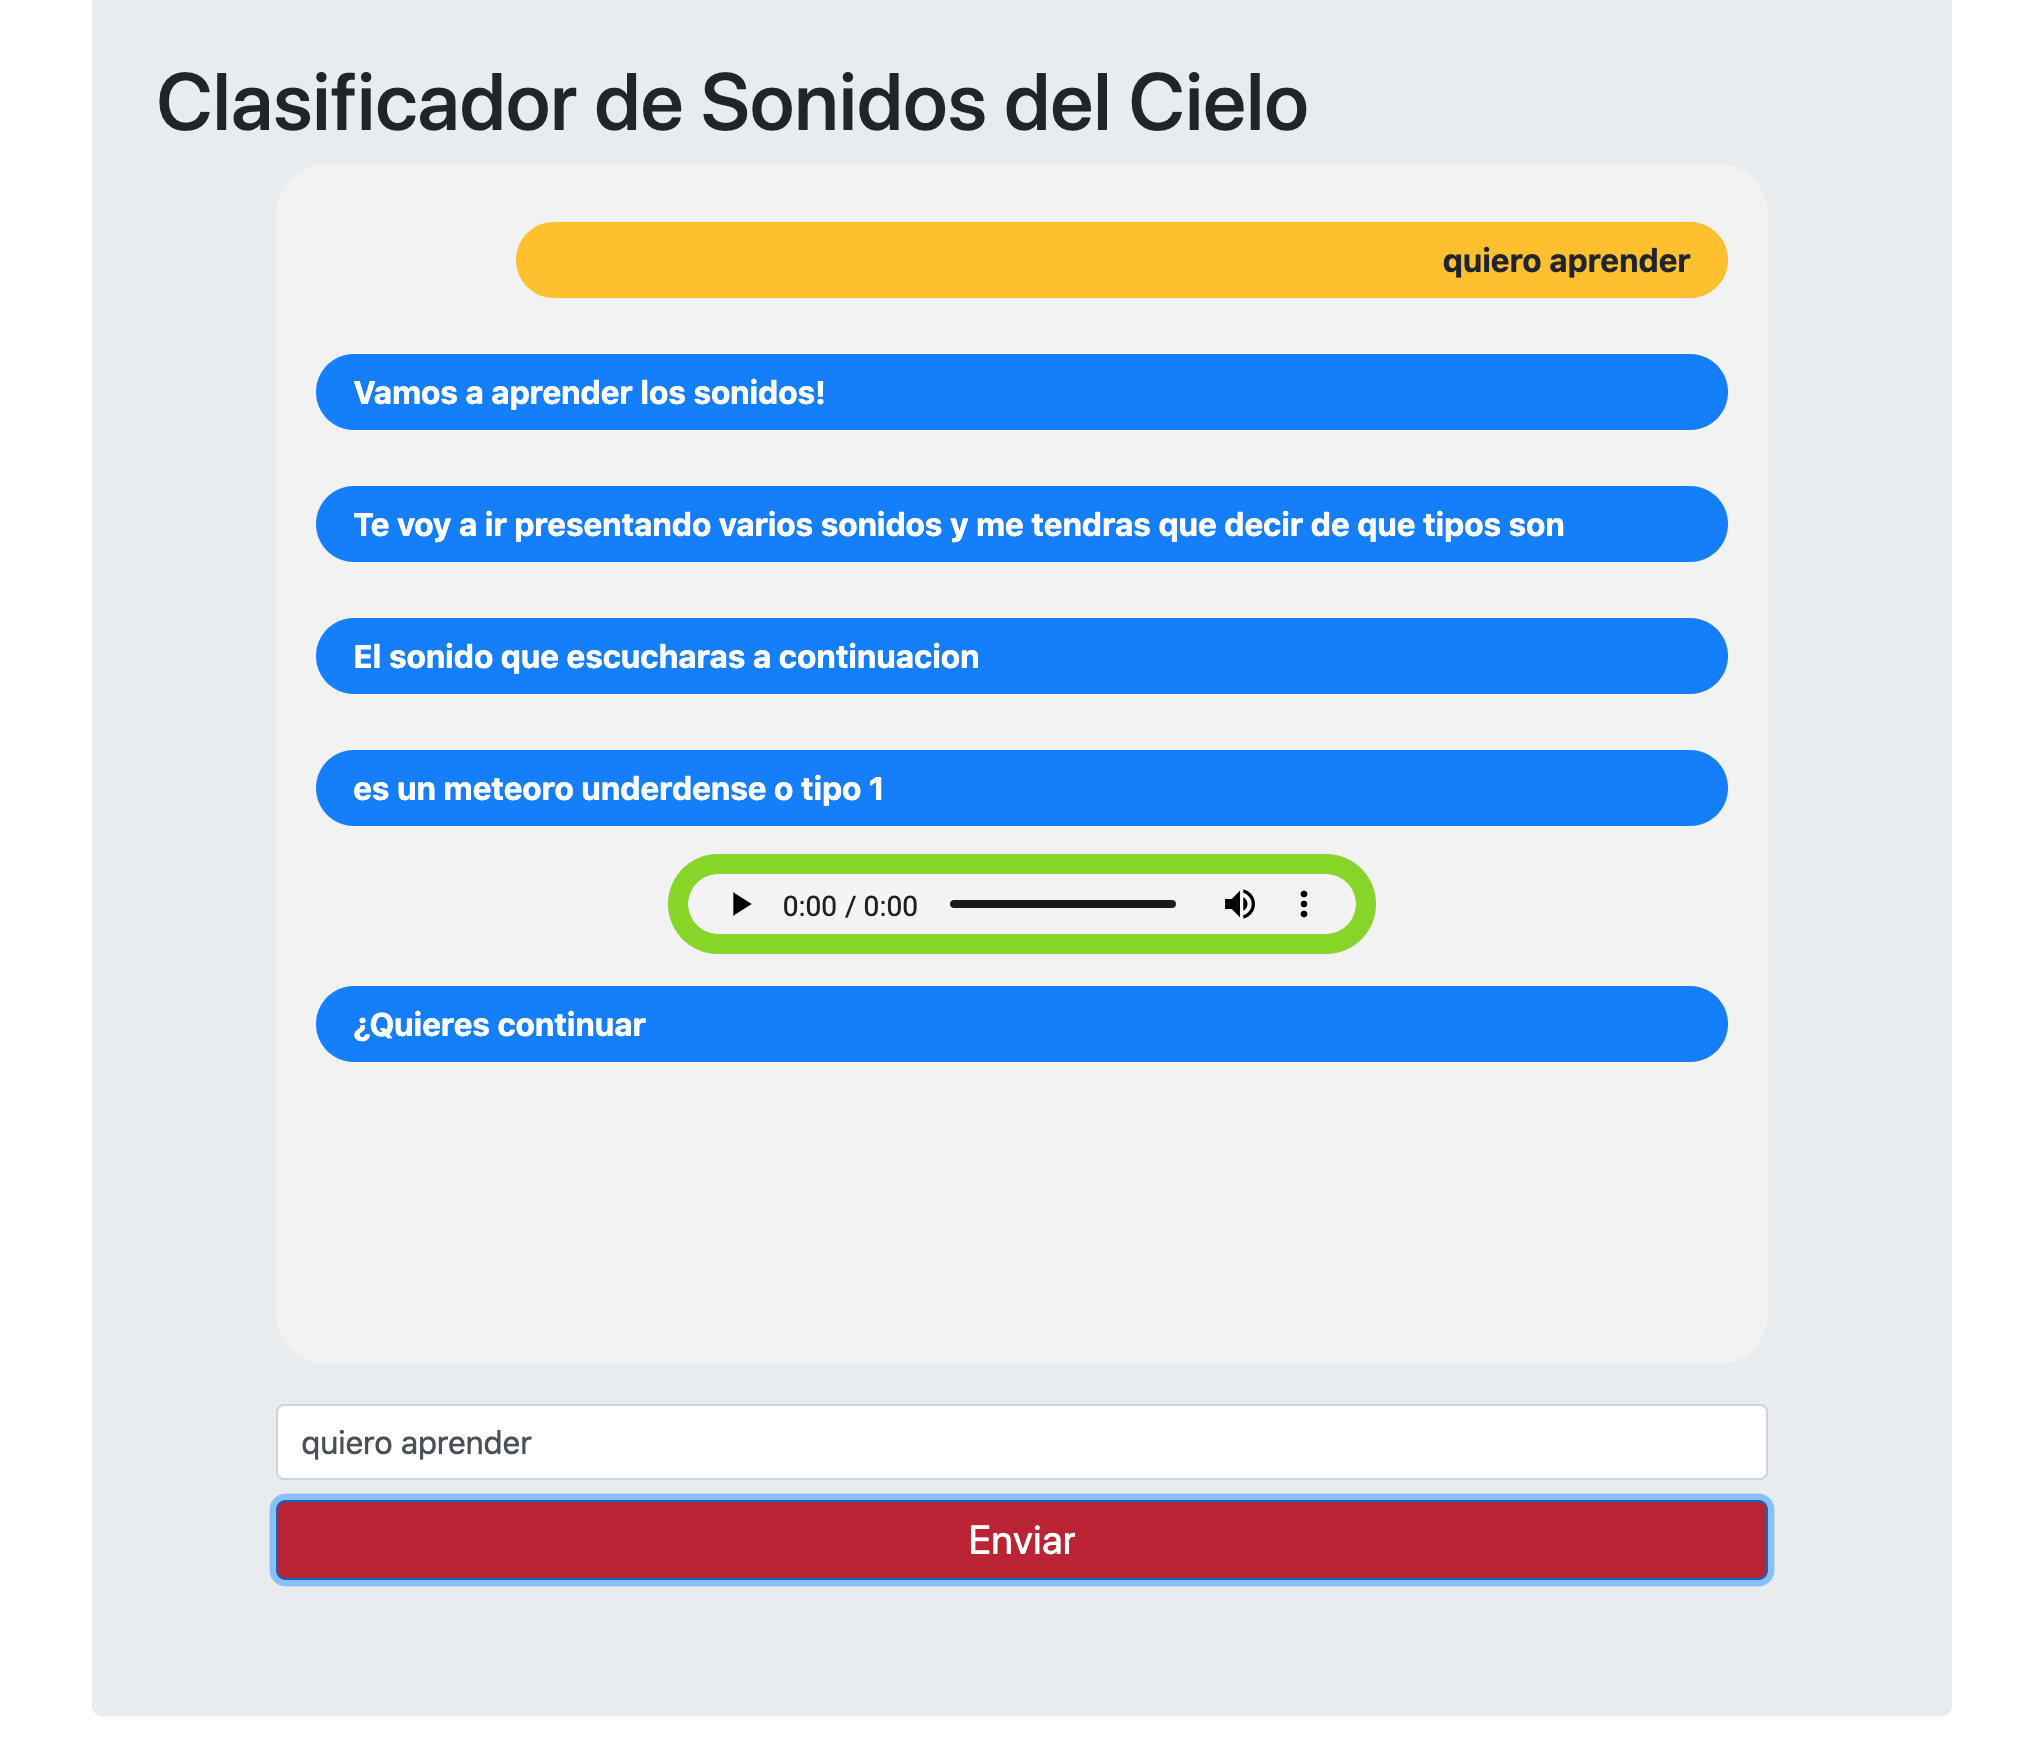 Clasificador de Sonidos del Cielo
quiero aprender
Vamos a aprender los sonidos!
Te voy a ir presentando varios sonidos y me tendras que decir de que tipos son
El sonido que escucharas a continuacion
es un meteoro underdense o tipo 1
0:00 / 0:00
¿Quieres continuar
quiero aprender
Enviar